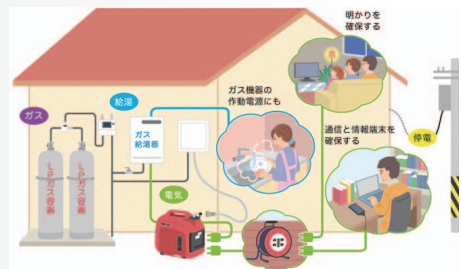 明かりを
確保する
ガス機器の
作動電源にも
給湯
ガス
ガス
給湯器
通信と情報端末を
確保する
停電
LPガス容器
LPガス容器
電気